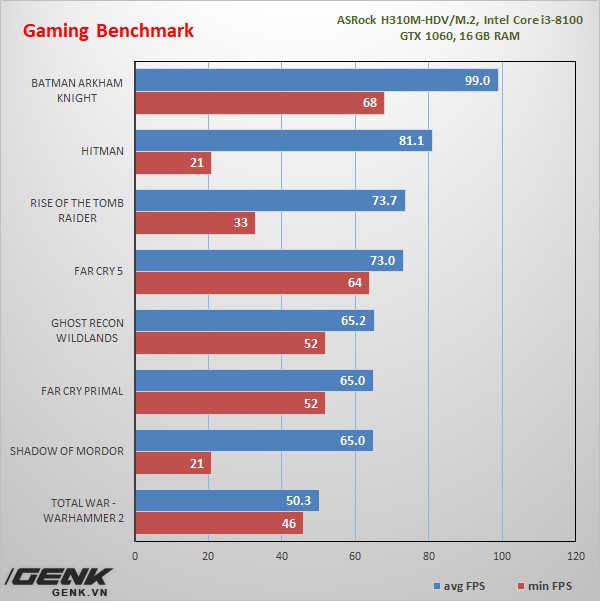 Gaming Benchmark
ASRock H310M-HDV/M.2, Intel Core i3-8100
GTX 1060, 16 GB RAM
BATMAN ARKHAM
KNIGHT
99.0
68
HITMAN
81.1
21
RISE OF THE TOMB
RAIDER
73.7
33
FAR CRY 5
73.0
64
GHOST RECON
WILDLANDS
65.2
52
FAR CRY PRIMAL
65.0
52
SHADOW OF MORDOR
65.0
21
TOTAL WAR -
WARHAMMER 2
50.3
46
0 20 40 60 80 100 120
GENK
GENK.VN
avg FPS min FPS